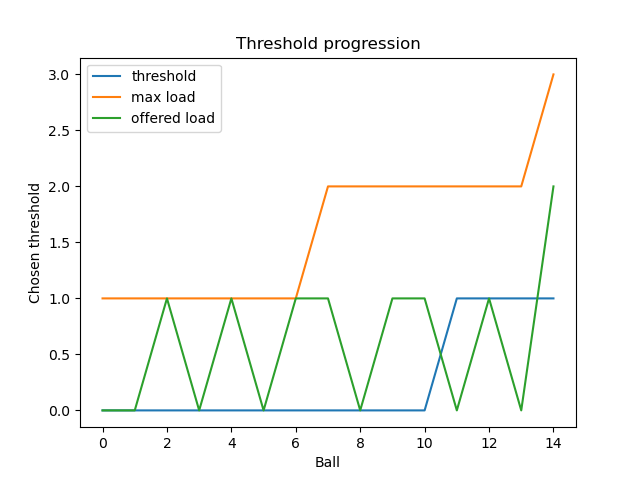 Threshold progression
threshold
max load
offered load
Chosen threshold
3.0
2.5
2.0
1.5
1.0
0.5
0.0
0 2 4 6 8 10 12 14
Ball